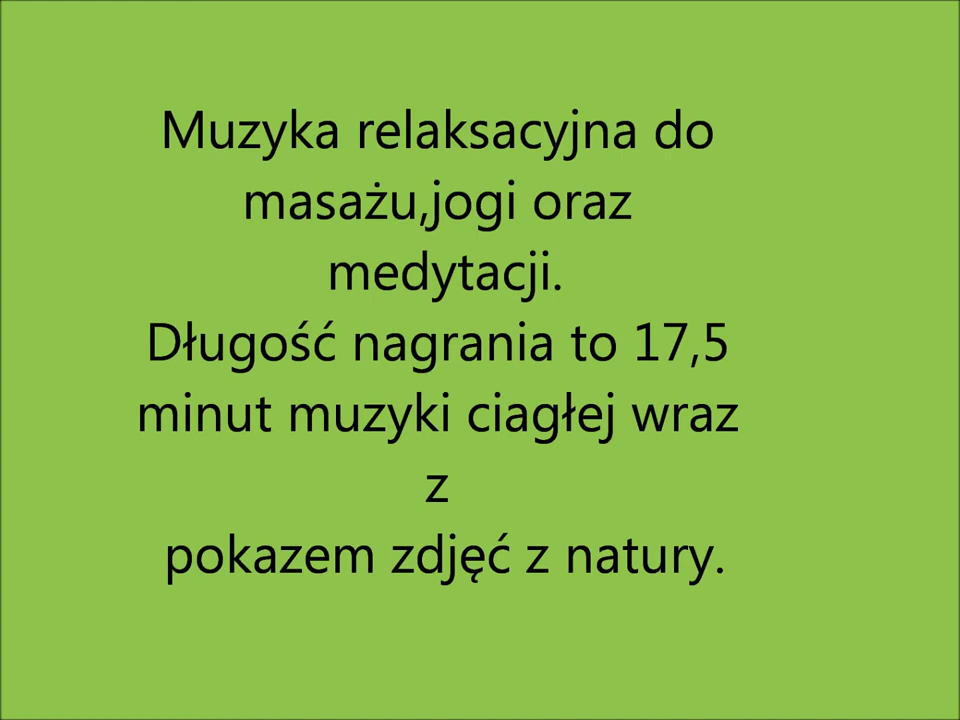 Muzyka relaksacyjna do
masażu,jogi oraz
medytacji.
Długość nagrania to 17,5
minut muzyki ciagłej wraz
z
pokazem zdjęć z natury.